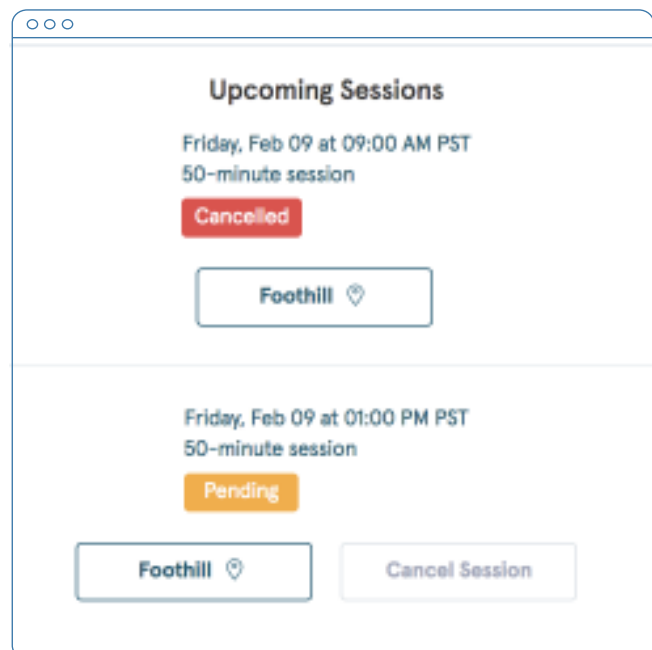 Upcoming Sessions
Friday, Feb 09 at 09:00 AM PST
50-minute session
Cancelled
Foothill
Friday, Feb 09 at 01:00 PM PST
50-minute session
Pending
Foothill
Cancel Session